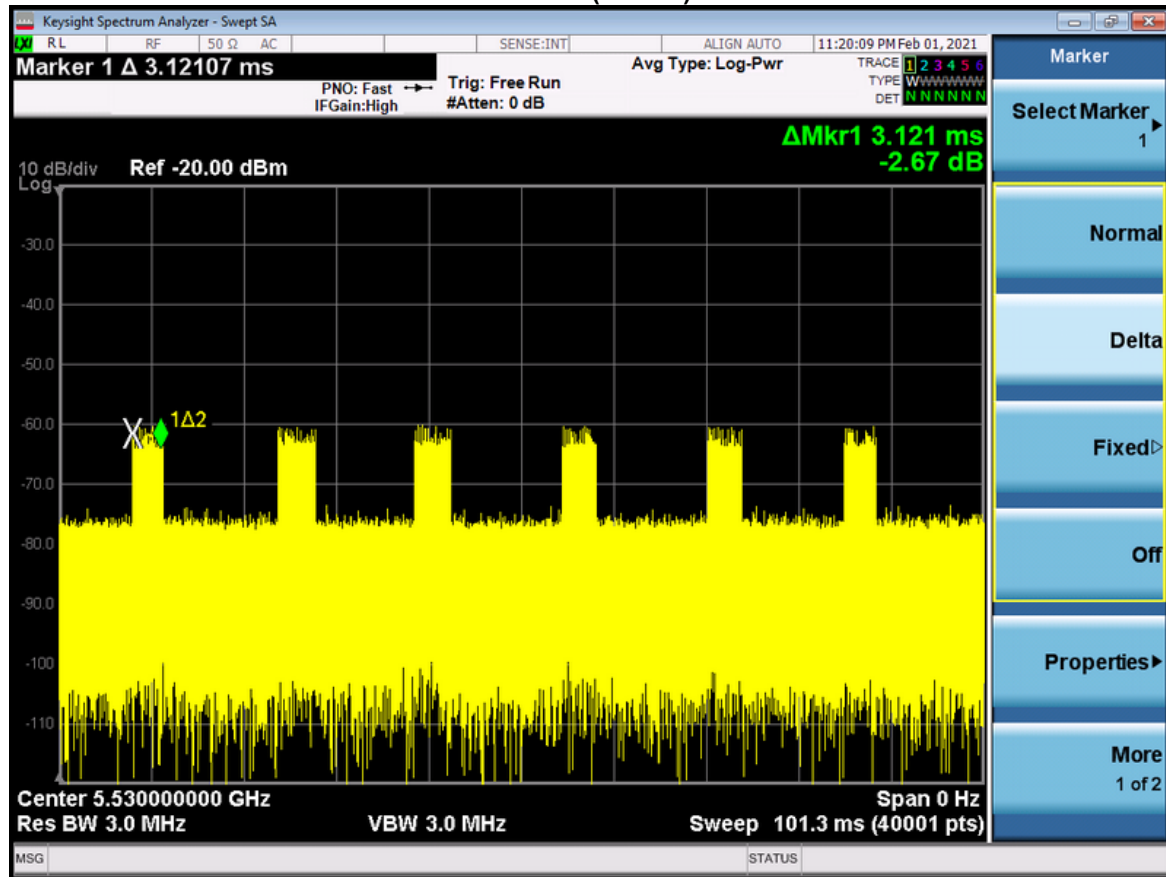 Keysight Spectrum Analyzer - Swept SA
LXI RL RF 50 Ω AC SENSE:INT ALIGN AUTO 11:20:09 PM Feb 01, 2021
Marker 1 Δ 3.12107 ms
PNO: Fast
IFGain:High
Trig: Free Run
#Atten: 0 dB
Avg Type: Log-Pwr
TRACE 1 2 3 4 5 6
TYPE WWWWWW
DET N N N N N N
ΔMkr1 3.121 ms
-2.67 dB
10 dB/div Ref -20.00 dBm
Log
-30.0
-40.0
-50.0
-60.0
-70.0
-80.0
-90.0
-100
-110
X 1Δ2
Center 5.530000000 GHz Span 0 Hz
Res BW 3.0 MHz VBW 3.0 MHz Sweep 101.3 ms (40001 pts)
MSG STATUS
Marker
Select Marker
1
Normal
Delta
Fixed
Off
Properties
More
1 of 2